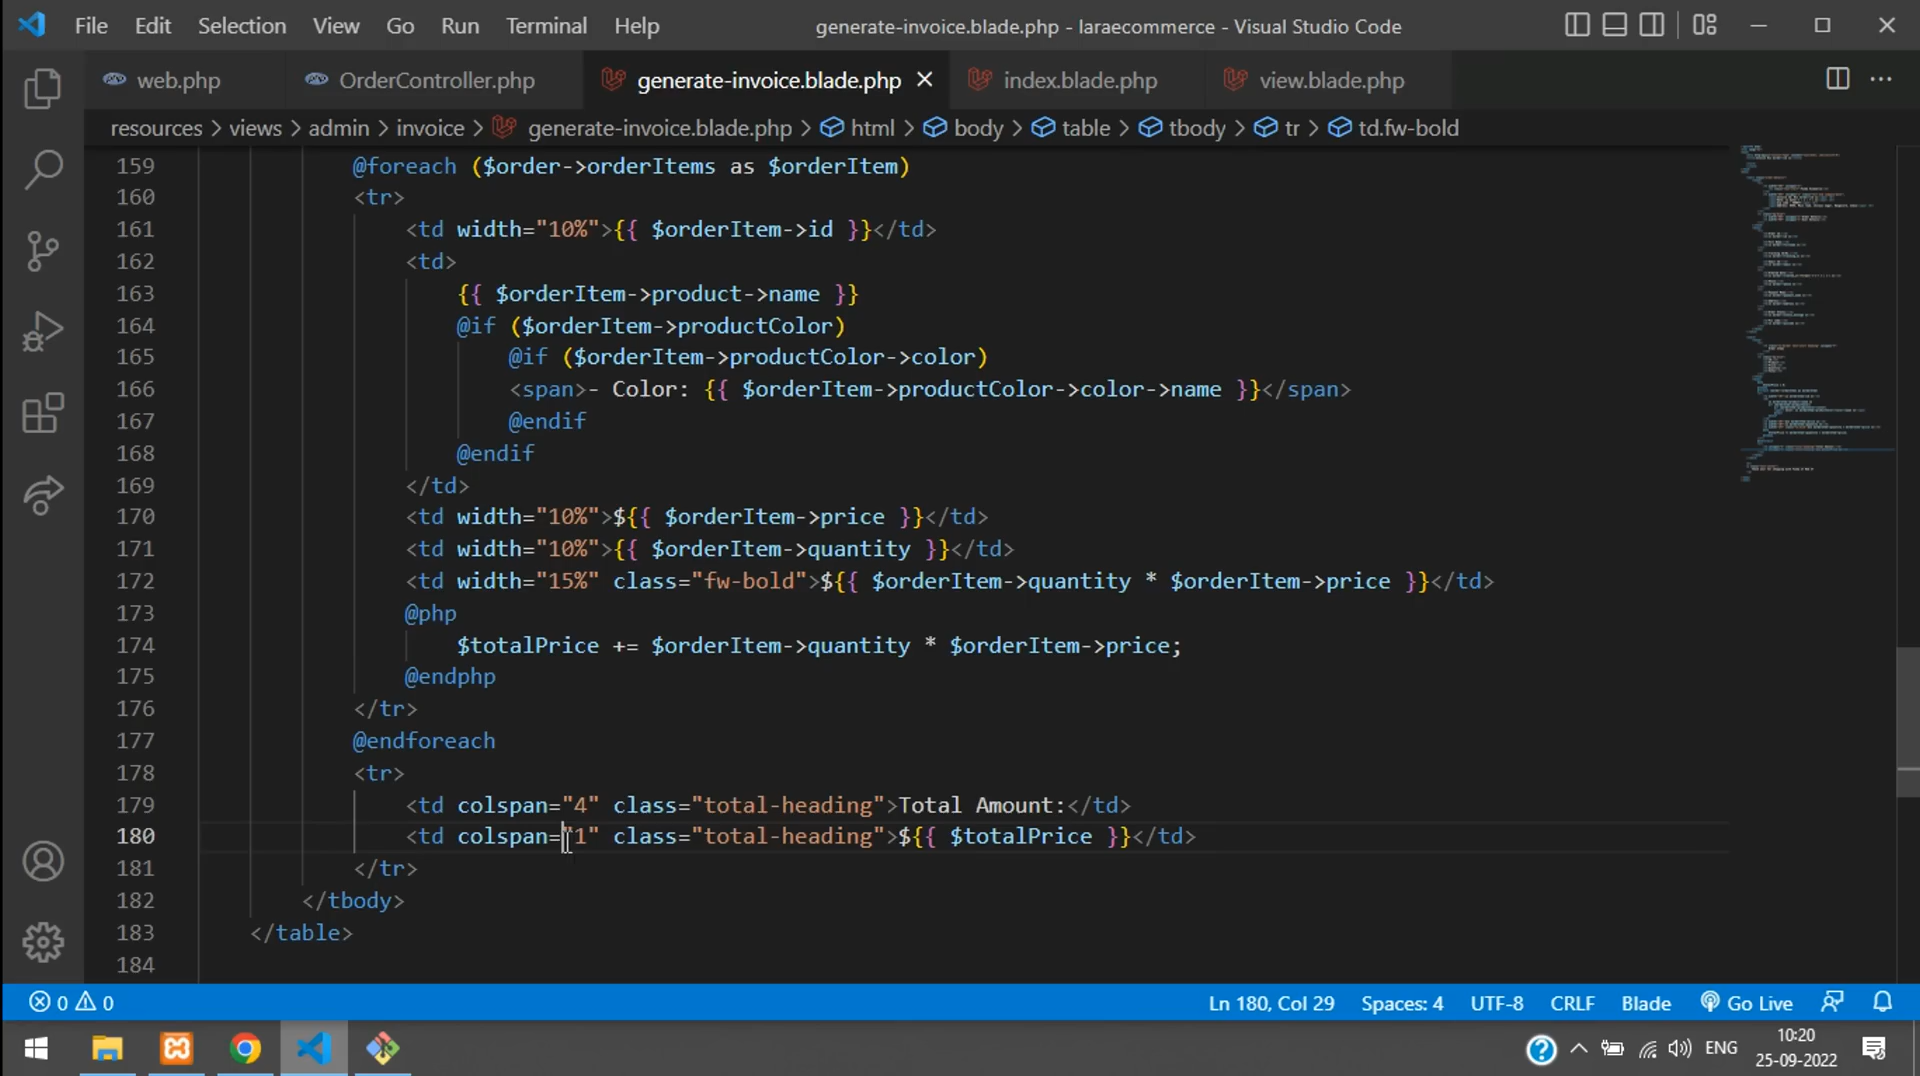 File Edit Selection View Go Run Terminal Help generate-invoice.blade.php - laraecommerce - Visual Studio Code
web.php OrderController.php generate-invoice.blade.php index.blade.php view.blade.php
resources > views > admin > invoice > generate-invoice.blade.php > html > body > table > tbody > tr > td.fw-bold
159 @foreach ($order->orderItems as $orderItem)
160 <tr>
161 <td width="10%">{{ $orderItem->id }}</td>
162 <td>
163 {{ $orderItem->product->name }}
164 @if ($orderItem->productColor)
165 @if ($orderItem->productColor->color)
166 <span>- Color: {{ $orderItem->productColor->color->name }}</span>
167 @endif
168 @endif
169 </td>
170 <td width="10%">${{ $orderItem->price }}</td>
171 <td width="10%">{{ $orderItem->quantity }}</td>
172 <td width="15%" class="fw-bold">${{ $orderItem->quantity * $orderItem->price }}</td>
173 @php
174 $totalPrice += $orderItem->quantity * $orderItem->price;
175 @endphp
176 </tr>
177 @endforeach
178 <tr>
179 <td colspan="4" class="total-heading">Total Amount:</td>
180 <td colspan="1" class="total-heading">${{ $totalPrice }}</td>
181 </tr>
182 </tbody>
183 </table>
184
0 0 Ln 180, Col 29 Spaces: 4 UTF-8 CRLF Blade Go Live
ENG 10:20
25-09-2022